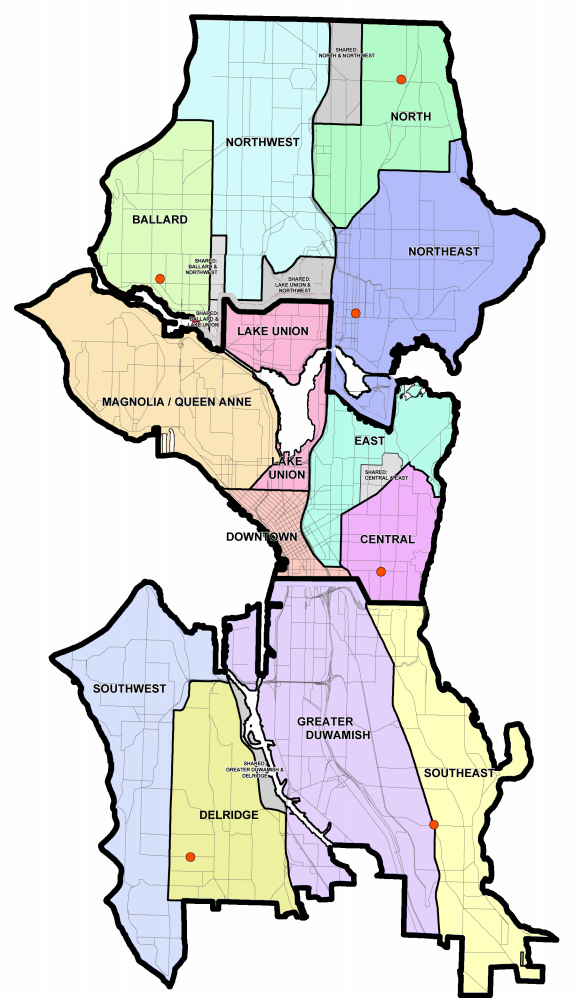 SHARED:
NORTH & NORTHWEST
NORTH
NORTHWEST
BALLARD
NORTHEAST
SHARED:
BALLARD &
NORTHWEST
SHARED:
LAKE UNION &
NORTHWEST
SHARED:
BALLARD &
LAKE UNION
LAKE UNION
MAGNOLIA / QUEEN ANNE
EAST
LAKE
UNION
SHARED:
CENTRAL & EAST
DOWNTOWN
CENTRAL
SOUTHWEST
GREATER
DUWAMISH
SHARED:
GREATER DUWAMISH &
DELRIDGE
SOUTHEAST
DELRIDGE